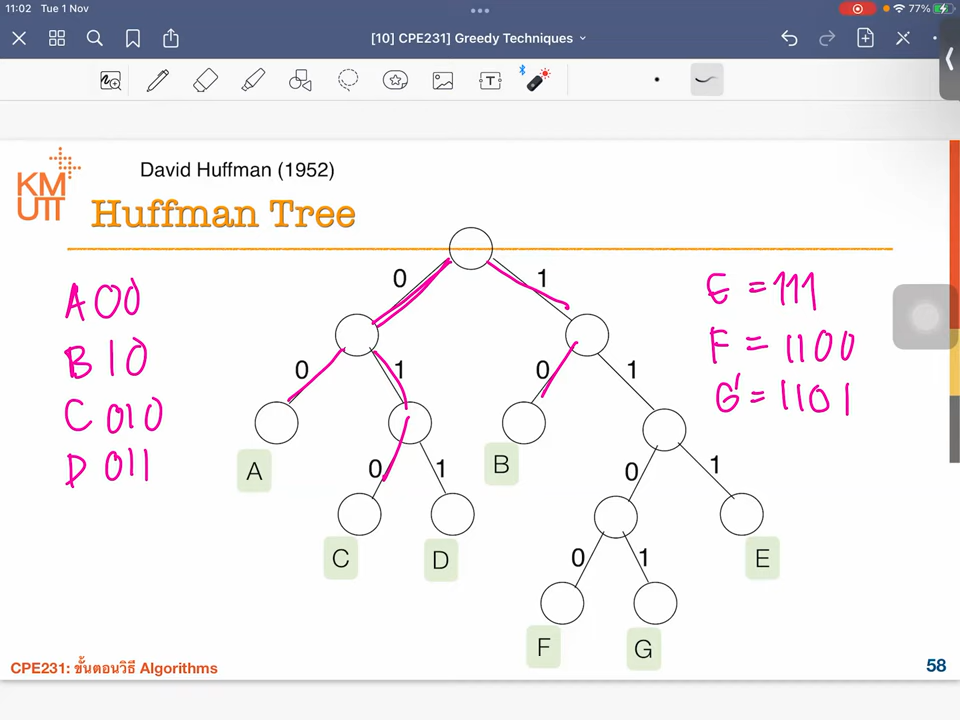 11:02 Tue 1 Nov
77%
[10] CPE231] Greedy Techniques
T
KM
UTT
David Huffman (1952)
Huffman Tree
0 1
0 1 0 1
0 1 0 1
0 1
A
B
C
D
E
F
G
A 00
B 10
C 010
D 011
E = 111
F = 1100
G = 1101
CPE231: ขั้นตอนวิธี Algorithms
58